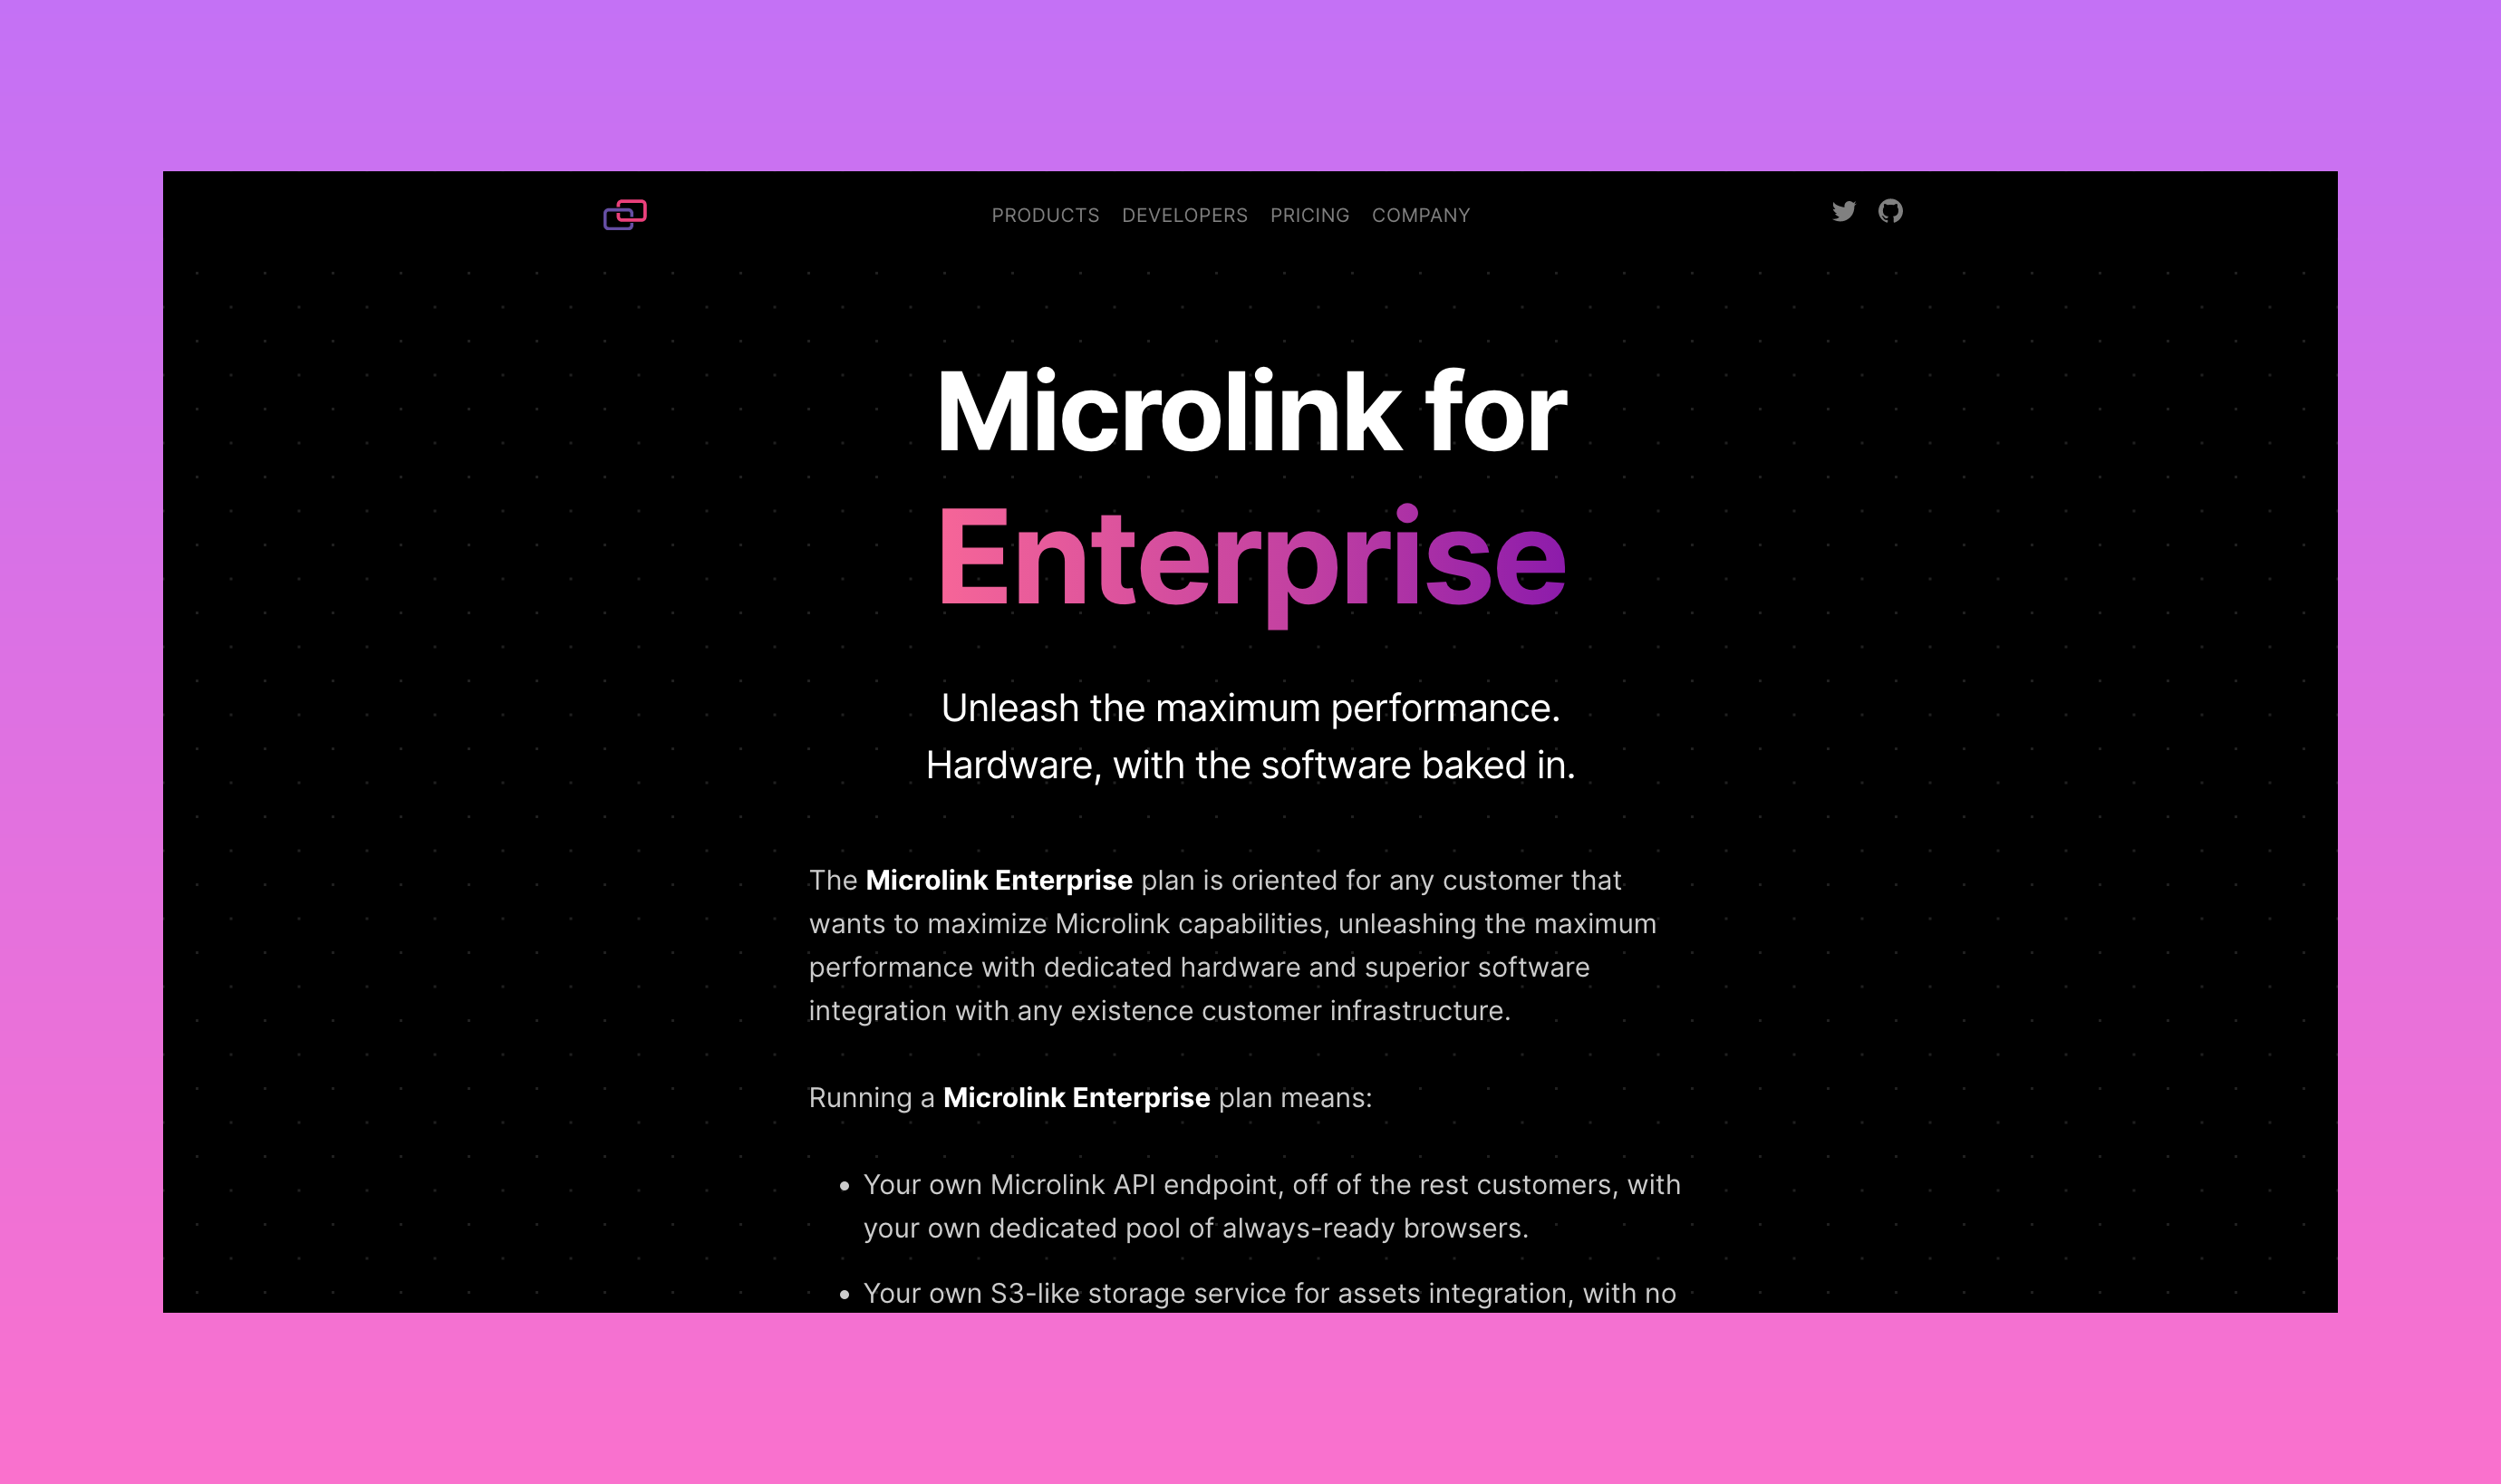 PRODUCTS DEVELOPERS PRICING COMPANY
Microlink for
Enterprise
Unleash the maximum performance.
Hardware, with the software baked in.
The Microlink Enterprise plan is oriented for any customer that
wants to maximize Microlink capabilities, unleashing the maximum
performance with dedicated hardware and superior software
integration with any existence customer infrastructure.
Running a Microlink Enterprise plan means:
• Your own Microlink API endpoint, off of the rest customers, with
your own dedicated pool of always-ready browsers.
• Your own S3-like storage service for assets integration, with no